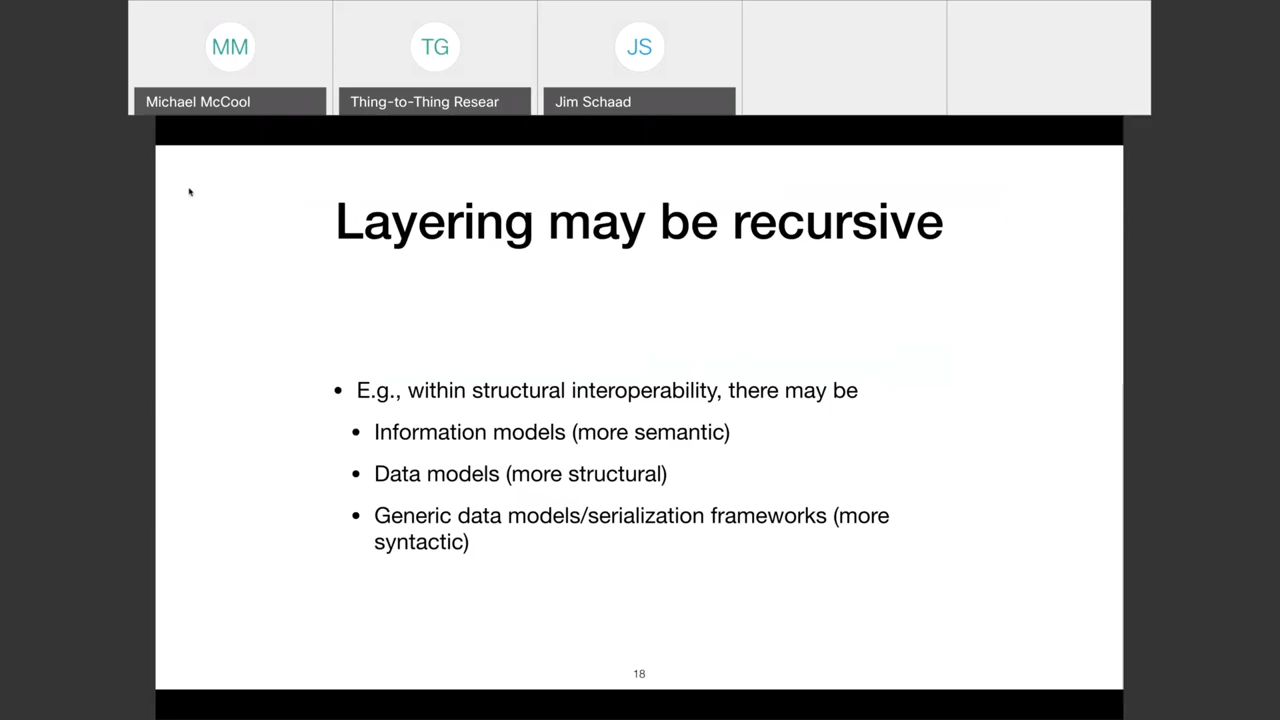 MM
TG
JS
Michael McCool
Thing-to-Thing Resear
Jim Schaad
Layering may be recursive
• E.g., within structural interoperability, there may be
• Information models (more semantic)
• Data models (more structural)
• Generic data models/serialization frameworks (more
syntactic)
18